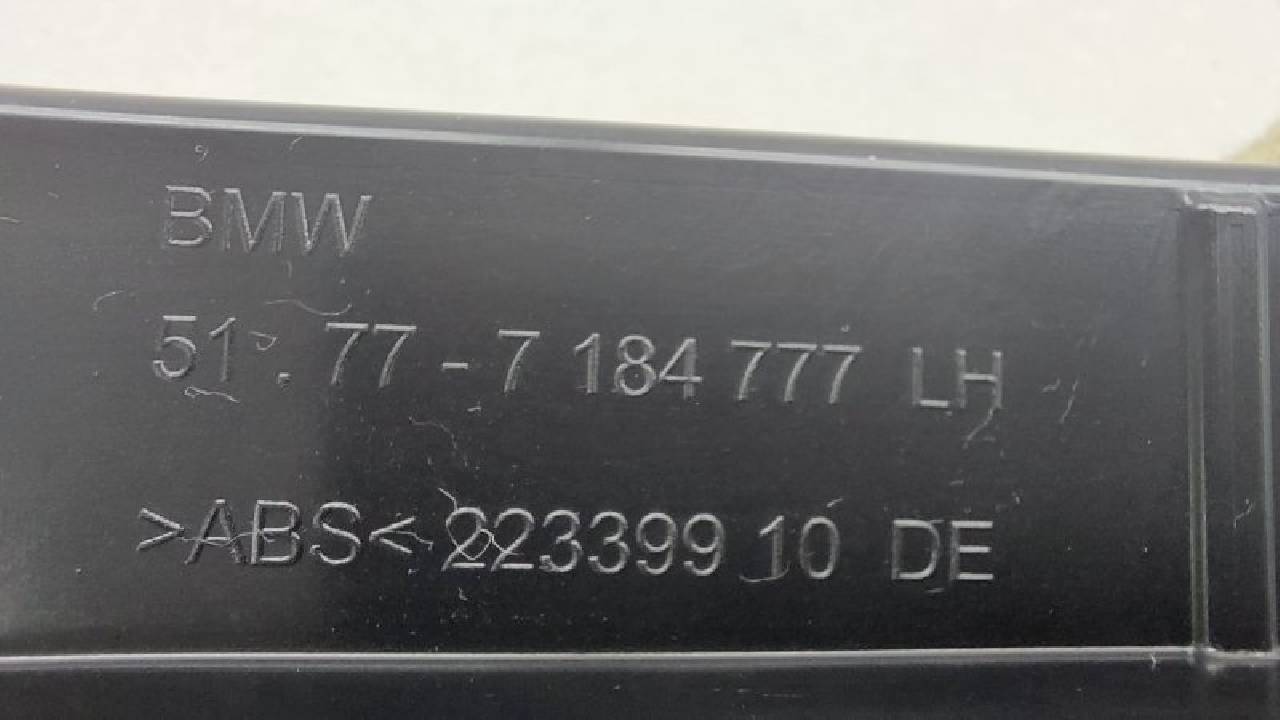 BMW
51.77-7 184 777 LH
>ABS< 223399 10 DE